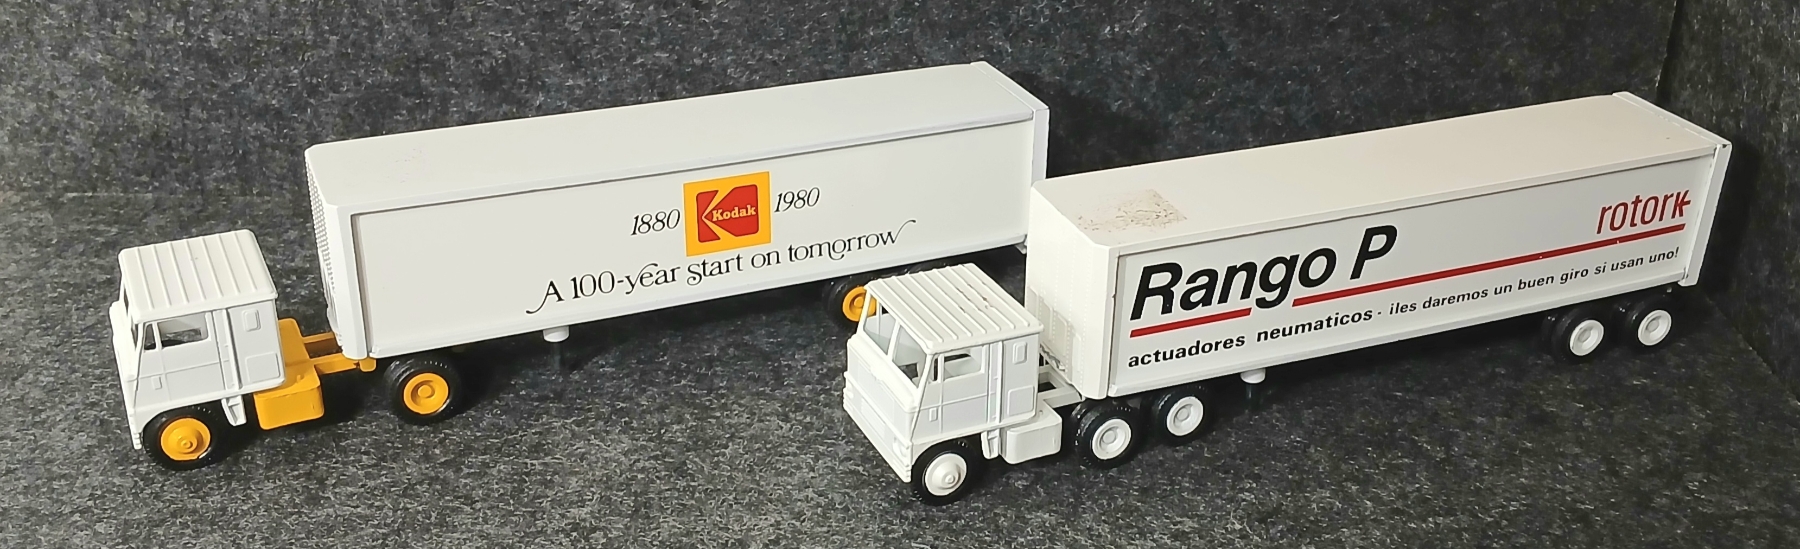 1880 Kodak 1980
A 100-year start on tomorrow
rotork
Rango P
actuadores neumaticos - ¡les daremos un buen giro si usan uno!